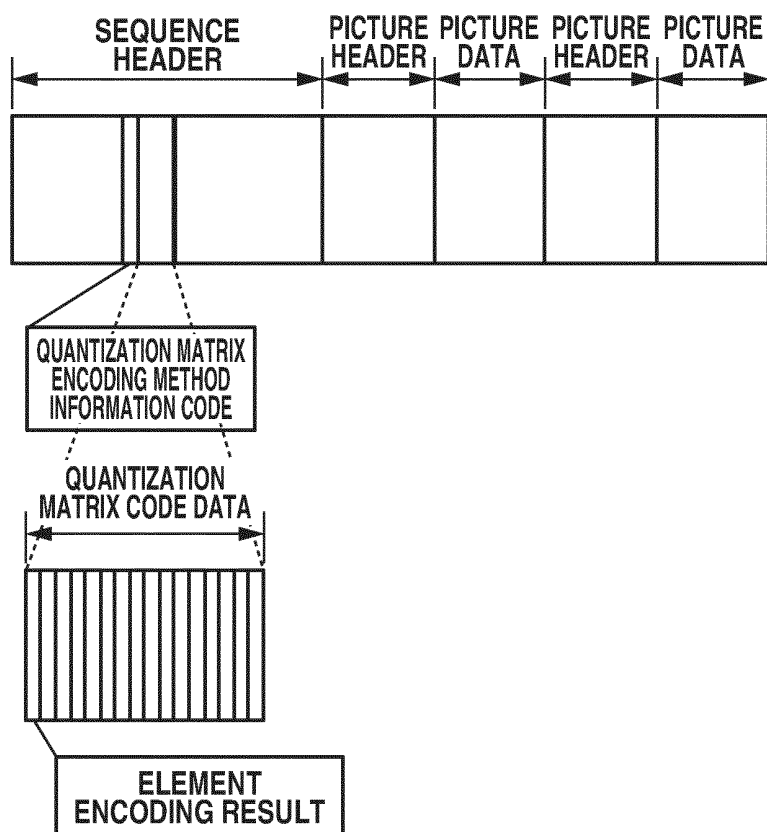 SEQUENCE
HEADER
PICTURE
HEADER
PICTURE
DATA
PICTURE
HEADER
PICTURE
DATA
QUANTIZATION MATRIX
ENCODING METHOD
INFORMATION CODE
QUANTIZATION
MATRIX CODE DATA
ELEMENT
ENCODING RESULT